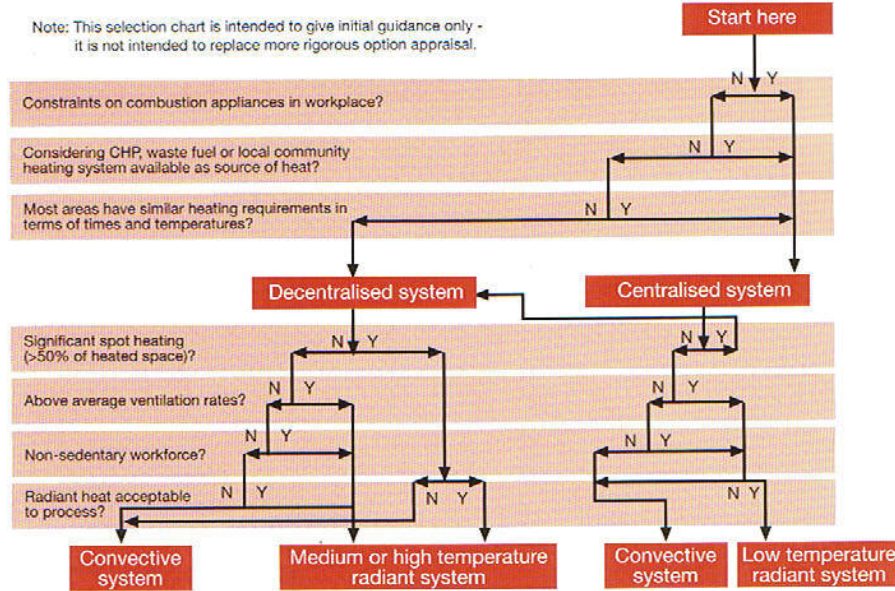 Note: This selection chart is intended to give initial guidance only -
it is not intended to replace more rigorous option appraisal.
Start here
N Y
Constraints on combustion appliances in workplace?
Considering CHP, waste fuel or local community
heating system available as source of heat?
N Y
Most areas have similar heating requirements in
terms of times and temperatures?
N Y
Decentralised system
Centralised system
Significant spot heating
(>50% of heated space)?
N Y
N Y
Above average ventilation rates?
N Y
N Y
Non-sedentary workforce?
N Y
N Y
Radiant heat acceptable
to process?
N Y
N Y
N Y
Convective
system
Medium or high temperature
radiant system
Convective
system
Low temperature
radiant system